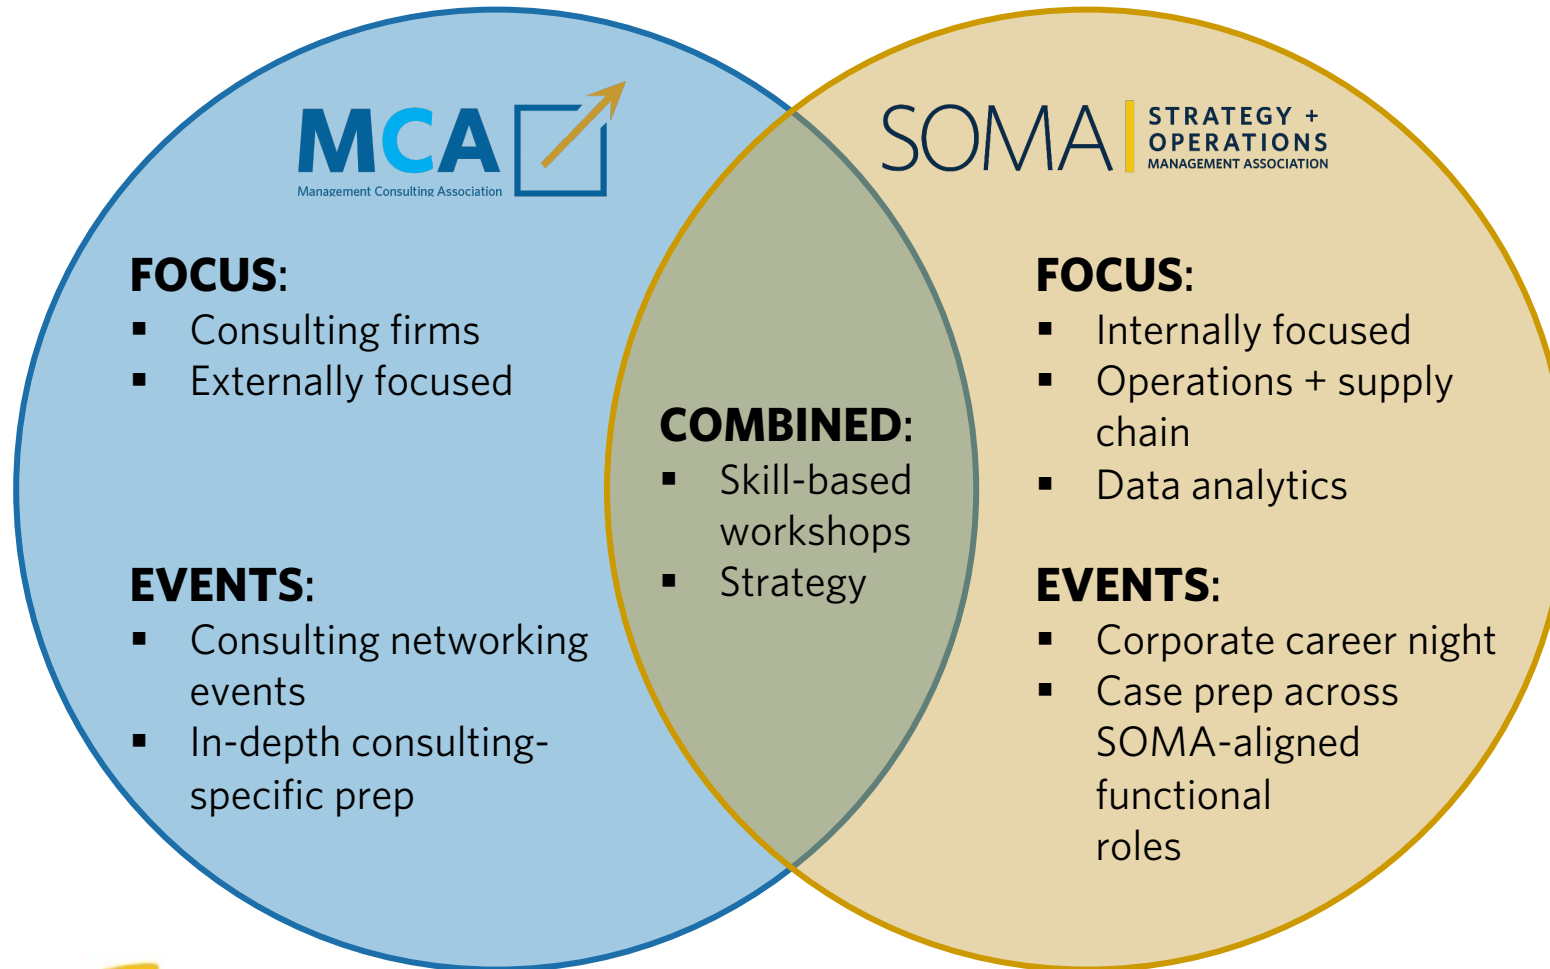 MCA
Management Consulting Association
FOCUS:
▪ Consulting firms
▪ Externally focused
EVENTS:
▪ Consulting networking
events
▪ In-depth consulting-
specific prep
COMBINED:
▪ Skill-based
workshops
▪ Strategy
SOMA
STRATEGY +
OPERATIONS
MANAGEMENT ASSOCIATION
FOCUS:
▪ Internally focused
▪ Operations + supply
chain
▪ Data analytics
EVENTS:
▪ Corporate career night
▪ Case prep across
SOMA-aligned
functional
roles